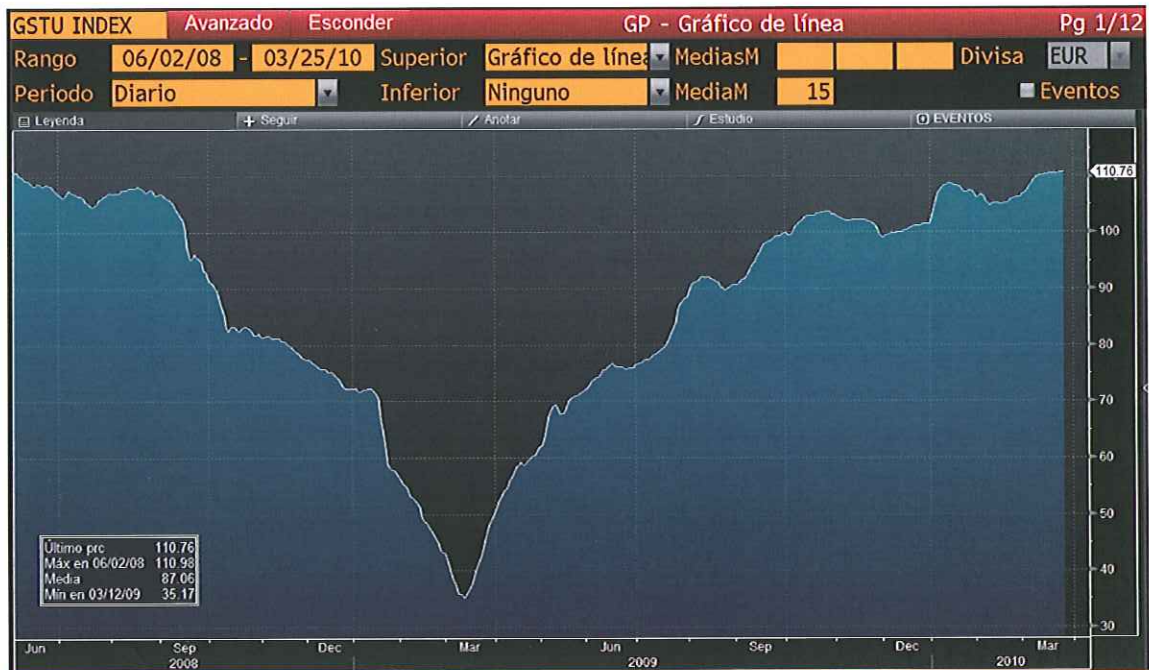 GSTU INDEX Avanzado Esconder GP - Gráfico de línea Pg 1/12
Rango 06/02/08 - 03/25/10 Superior Gráfico de línea MediasM Divisa EUR
Periodo Diario Inferior Ninguno MediaM 15 Eventos
Leyenda Seguir Anotar Estudio EVENTOS
110.76
100
90
80
70
60
50
40
30
Último prc 110.76
Máx en 06/02/08 110.98
Media 87.06
Mín en 03/12/09 35.17
Jun Sep Dec Mar Jun Sep Dec Mar
2008 2009 2010